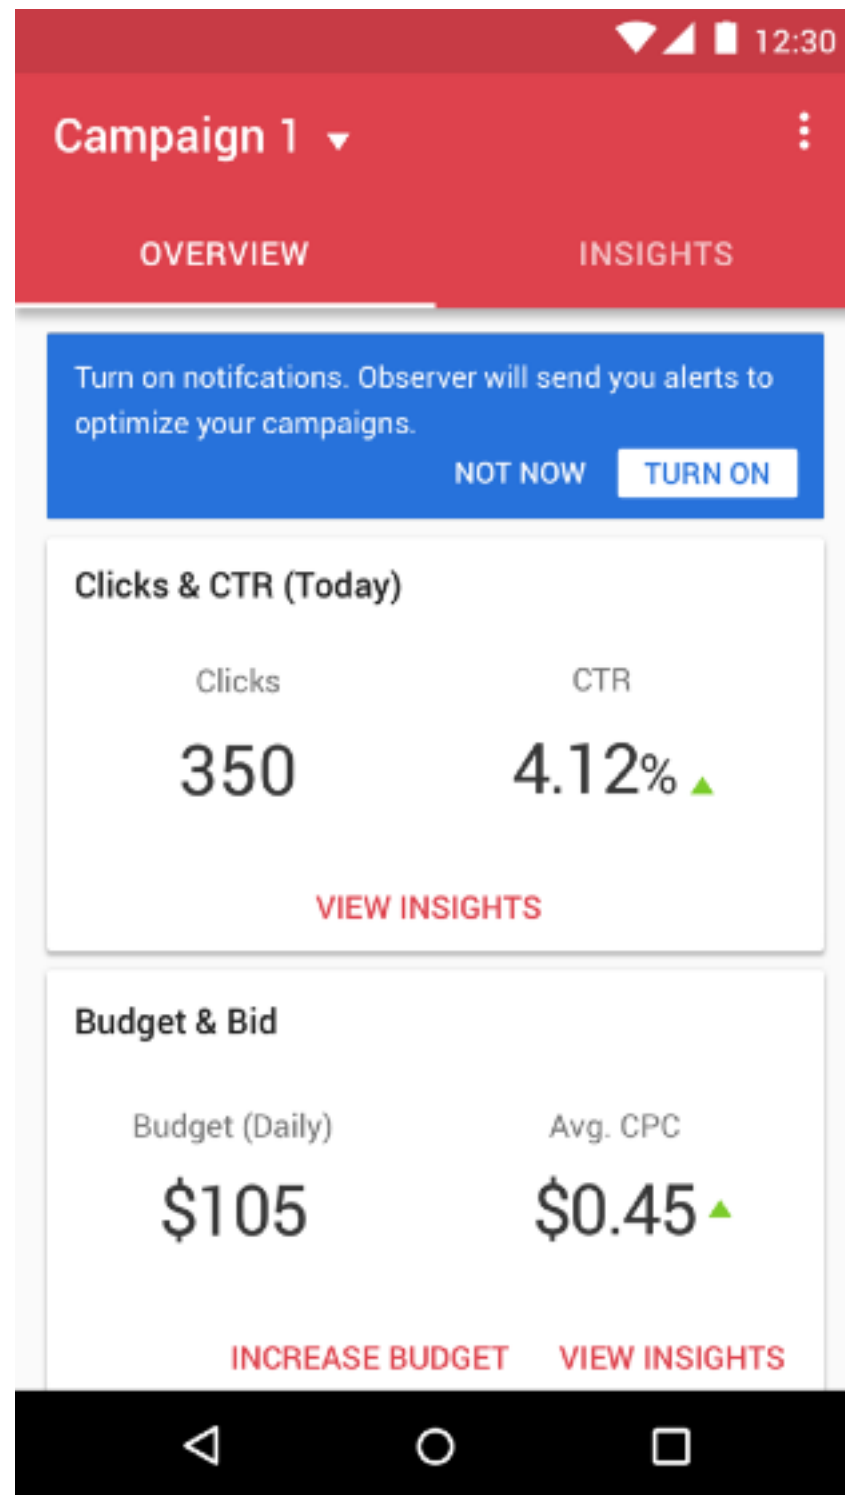 12:30
Campaign 1
OVERVIEW INSIGHTS
Turn on notifcations. Observer will send you alerts to
optimize your campaigns.
NOT NOW TURN ON
Clicks & CTR (Today)
Clicks CTR
350 4.12%
VIEW INSIGHTS
Budget & Bid
Budget (Daily) Avg. CPC
$105 $0.45
INCREASE BUDGET VIEW INSIGHTS